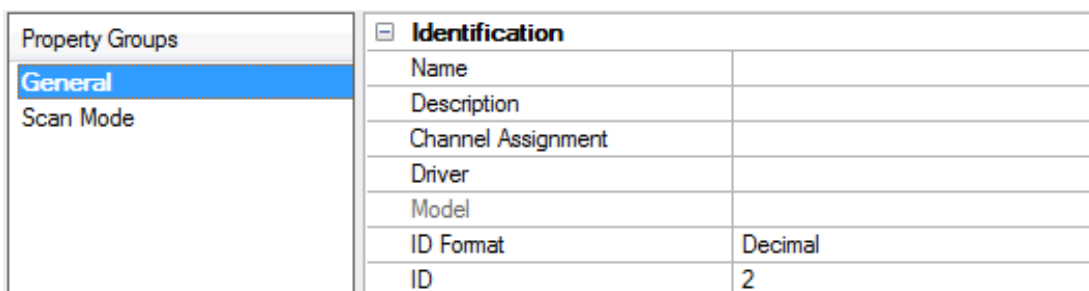 Property Groups
General
Scan Mode
Identification
Name
Description
Channel Assignment
Driver
Model
ID Format Decimal
ID 2